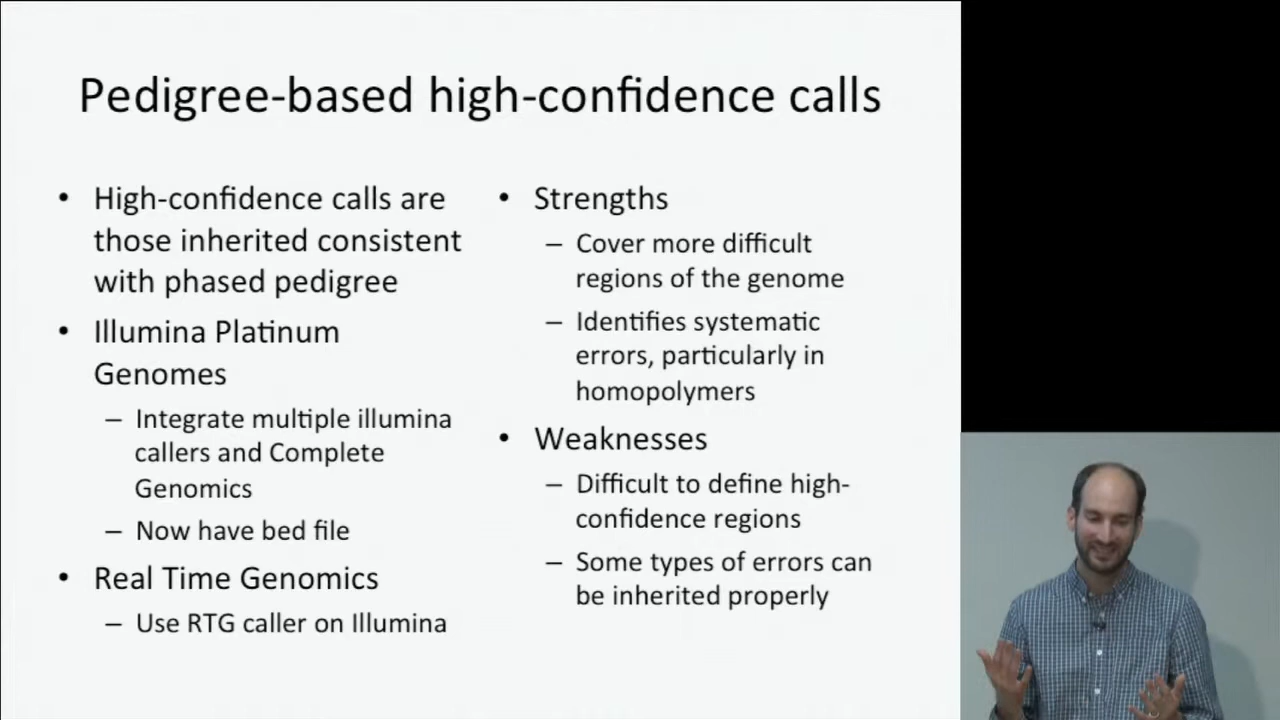 Pedigree-based high-confidence calls
• High-confidence calls are
those inherited consistent
with phased pedigree
• Illumina Platinum
Genomes
– Integrate multiple illumina
callers and Complete
Genomics
– Now have bed file
• Real Time Genomics
– Use RTG caller on Illumina
• Strengths
– Cover more difficult
regions of the genome
– Identifies systematic
errors, particularly in
homopolymers
• Weaknesses
– Difficult to define high-
confidence regions
– Some types of errors can
be inherited properly